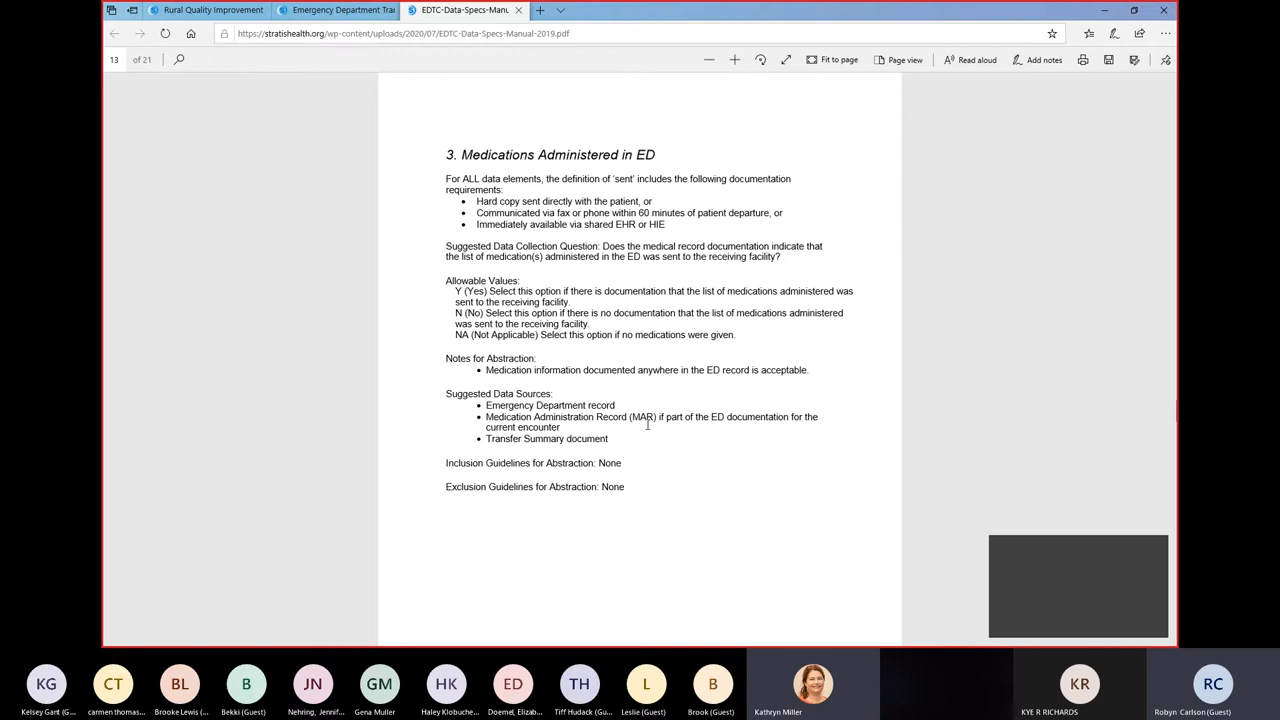 Rural Quality Improvement
Emergency Department Tra
EDTC-Data-Specs-Manu
https://stratishealth.org/wp-content/uploads/2020/07/EDTC-Data-Specs-Manual-2019.pdf
13 of 21
Fit to page
Page view
Read aloud
Add notes
3. Medications Administered in ED
For ALL data elements, the definition of 'sent' includes the following documentation
requirements:
• Hard copy sent directly with the patient, or
• Communicated via fax or phone within 60 minutes of patient departure, or
• Immediately available via shared EHR or HIE
Suggested Data Collection Question: Does the medical record documentation indicate that
the list of medication(s) administered in the ED was sent to the receiving facility?
Allowable Values:
Y (Yes) Select this option if there is documentation that the list of medications administered was
sent to the receiving facility.
N (No) Select this option if there is no documentation that the list of medications administered
was sent to the receiving facility.
NA (Not Applicable) Select this option if no medications were given.
Notes for Abstraction:
• Medication information documented anywhere in the ED record is acceptable.
Suggested Data Sources:
• Emergency Department record
• Medication Administration Record (MAR) if part of the ED documentation for the
current encounter
• Transfer Summary document
Inclusion Guidelines for Abstraction: None
Exclusion Guidelines for Abstraction: None
KG CT BL B JN GM HK ED TH L B KR RC
Kelsey Gant (G... carmen thomas... Brooke Lewis (... Bekki (Guest) Nehring, Jennif... Gena Muller Haley Klobuche... Doemel, Elizab... Tiff Hudack (Gu... Leslie (Guest) Brook (Guest) Kathryn Miller KYE R RICHARDS Robyn Carlson (Guest)